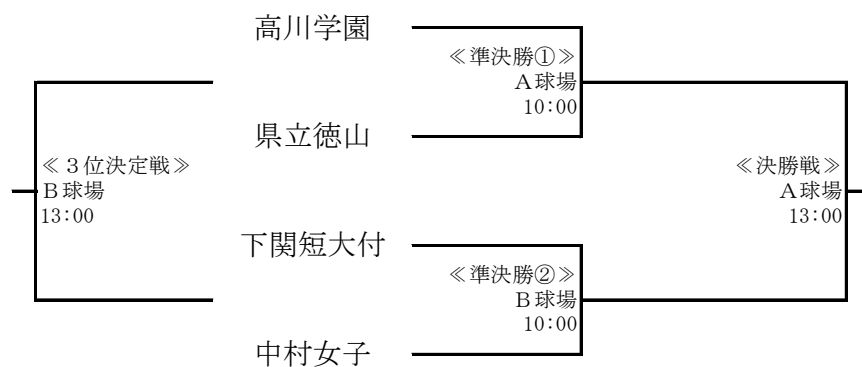 高川学園
≪準決勝①≫
Ａ球場
10：00
県立徳山
≪３位決定戦≫
Ｂ球場
13：00
≪決勝戦≫
Ａ球場
13：00
下関短大付
≪準決勝②≫
Ｂ球場
10：00
中村女子